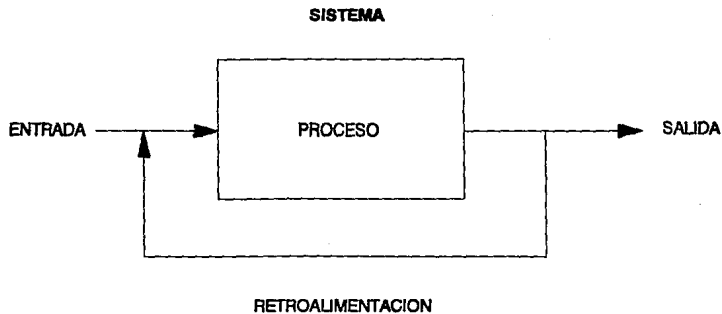 SISTEMA
ENTRADA
PROCESO
SALIDA
RETROALIMENTACION